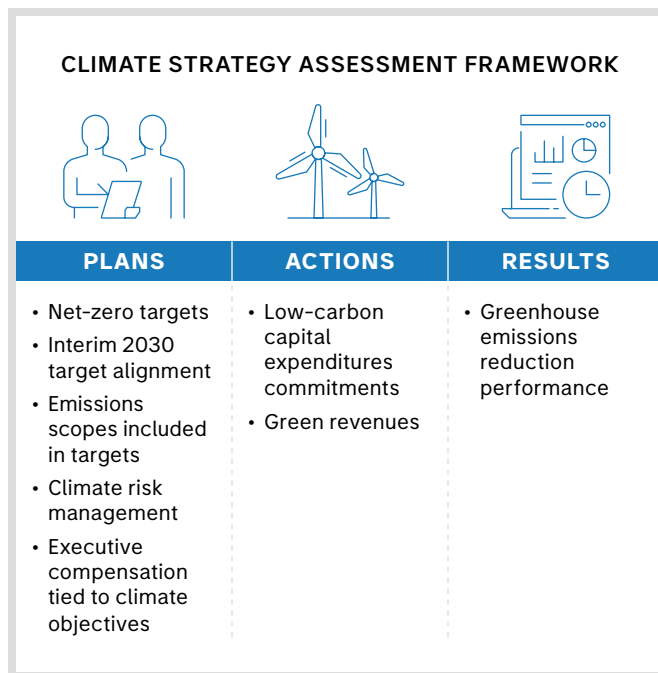 CLIMATE STRATEGY ASSESSMENT FRAMEWORK
PLANS
• Net-zero targets
• Interim 2030
target alignment
• Emissions
scopes included
in targets
• Climate risk
management
• Executive
compensation
tied to climate
objectives
ACTIONS
• Low-carbon
capital
expenditures
commitments
• Green revenues
RESULTS
• Greenhouse
emissions
reduction
performance